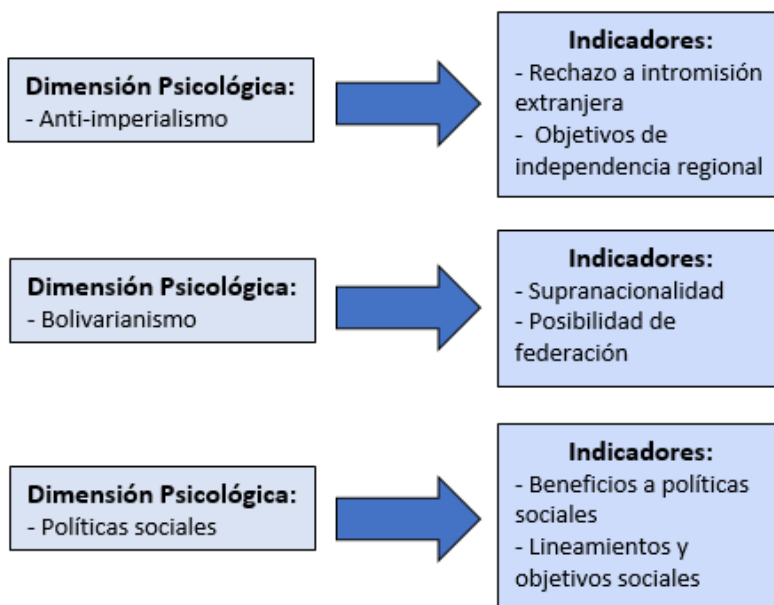 Dimensión Psicológica:
- Anti-imperialismo
Indicadores:
- Rechazo a intromisión
extranjera
- Objetivos de
independencia regional
Dimensión Psicológica:
- Bolivarianismo
Indicadores:
- Supranacionalidad
- Posibilidad de
federación
Dimensión Psicológica:
- Políticas sociales
Indicadores:
- Beneficios a políticas
sociales
- Lineamientos y
objetivos sociales